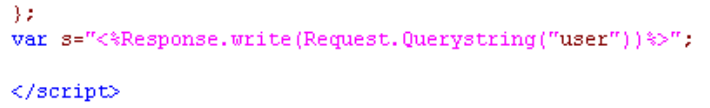 };
var s="<%Response.write(Request.Querystring("user"))%>";
</script>